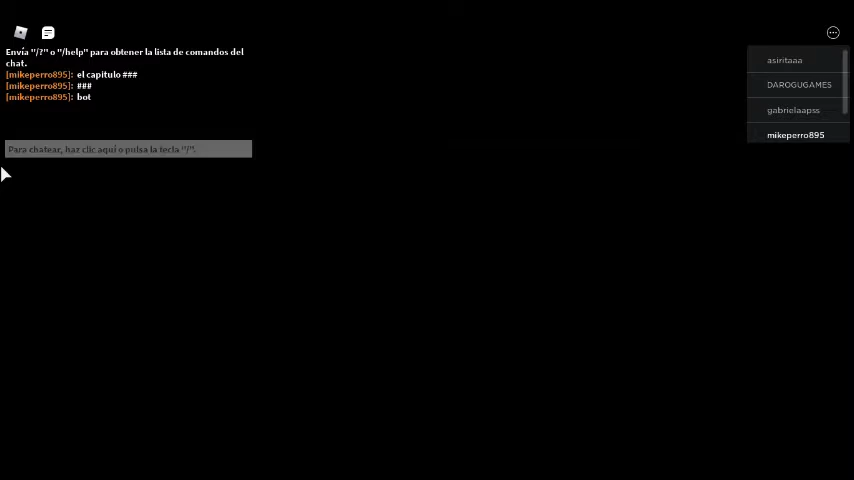 Envía "/?" o "/help" para obtener la lista de comandos del
chat.
[mikeperro895]: el capitulo ###
[mikeperro895]: ###
[mikeperro895]: bot
Para chatear, haz clic aquí o pulsa la tecla "/".
asiritaaa
DAROGUGAMES
gabrielaapss
mikeperro895